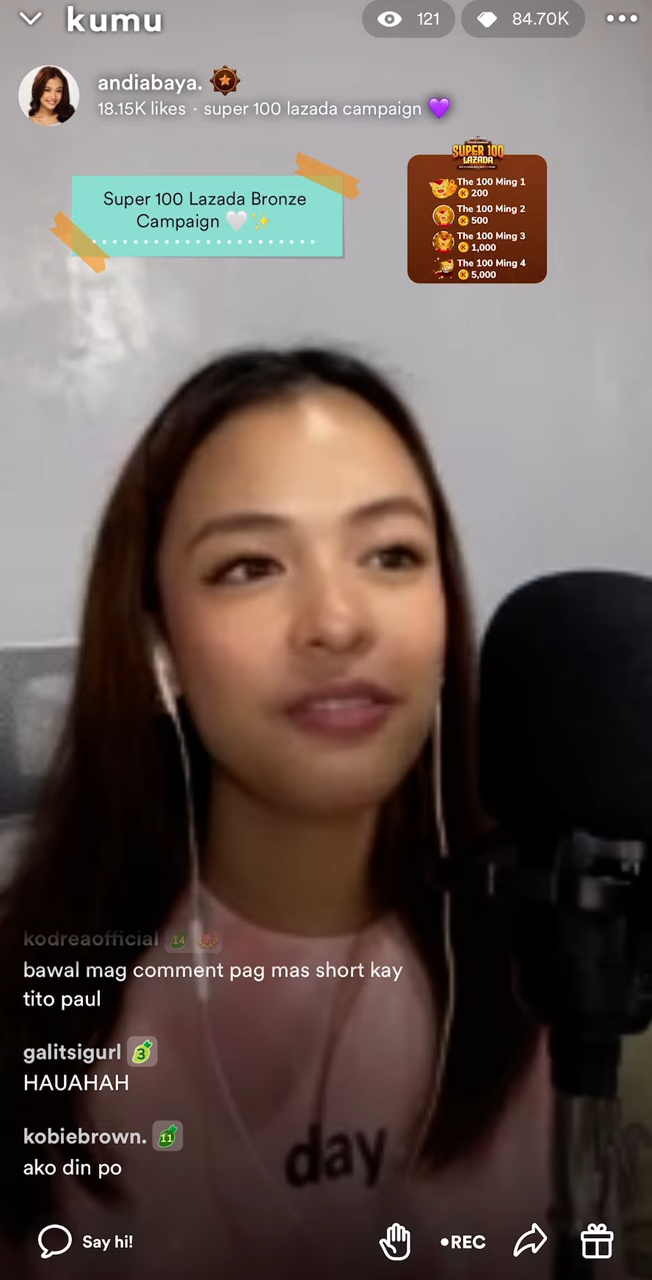 kumu
121
84.70K
andiabaya.
18.15K likes · super 100 lazada campaign 💜
Super 100 Lazada Bronze
Campaign 🤍✨
SUPER 100
LAZADA
The 100 Ming 1
200
The 100 Ming 2
500
The 100 Ming 3
1,000
The 100 Ming 4
5,000
kodreaofficial 14
bawal mag comment pag mas short kay
tito paul
galitsigurl 3
HAUAHAH
kobiebrown. 11
ako din po
day
Say hi!
•REC